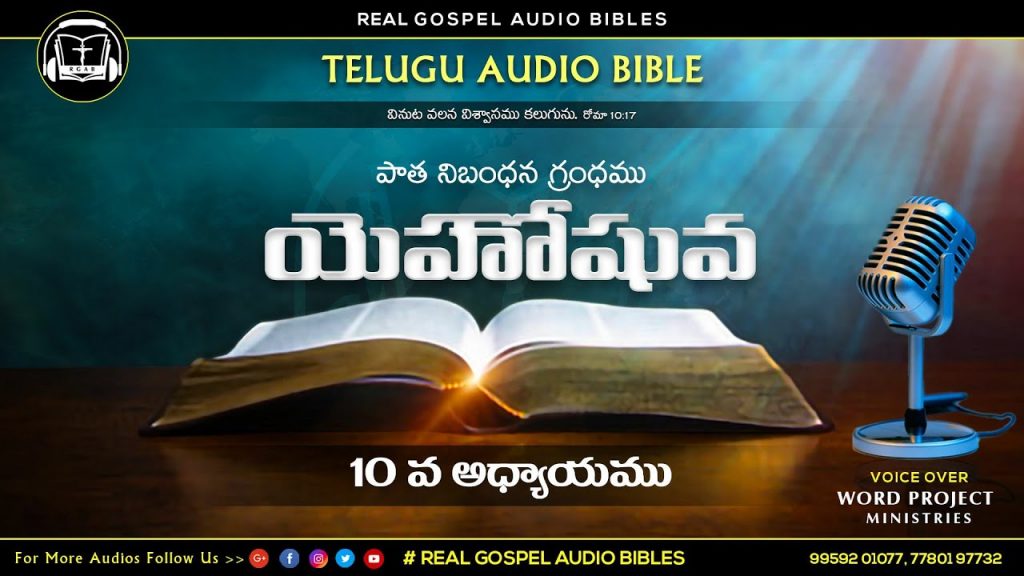 REAL GOSPEL AUDIO BIBLES
RGAB
TELUGU AUDIO BIBLE
వినుట వలన విశ్వాసము కలుగును. రోమా 10:17
పాత నిబంధన గ్రంధము
యెహోషువ
10 వ అధ్యాయము
VOICE OVER
WORD PROJECT
MINISTRIES
For More Audios Follow Us >>
# REAL GOSPEL AUDIO BIBLES
99592 01077, 77801 97732